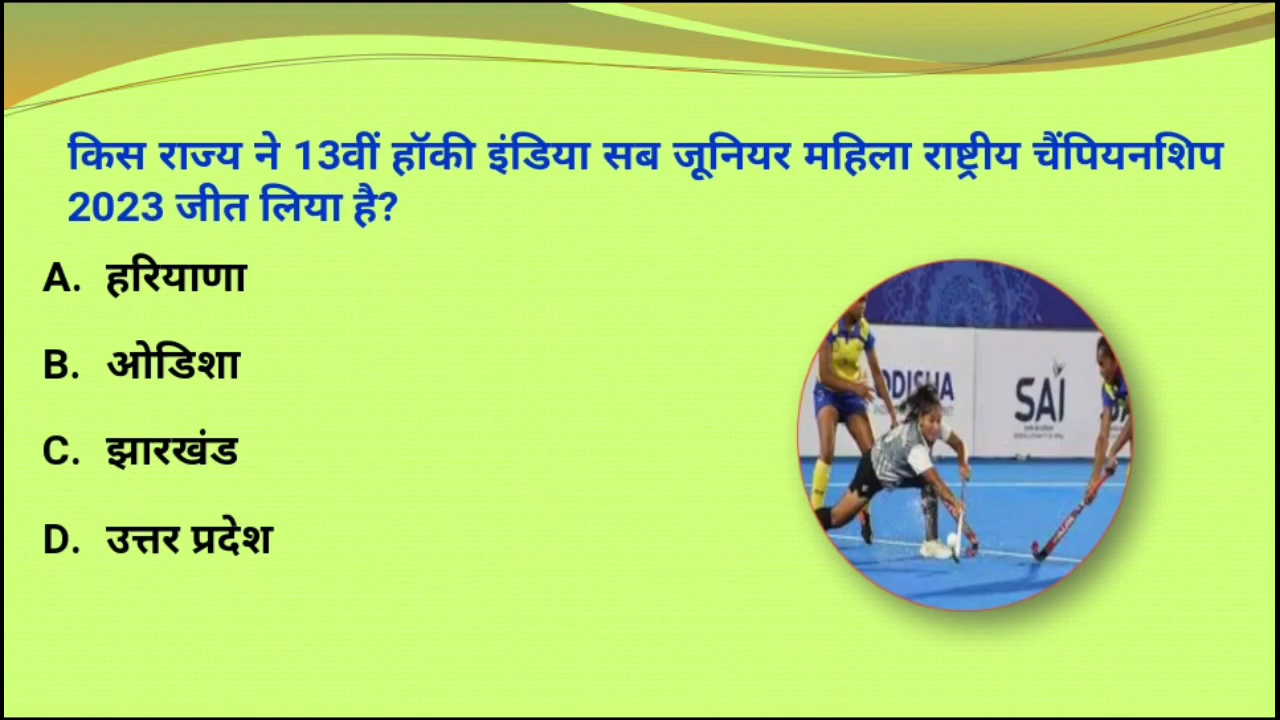 किस राज्य ने 13वीं हॉकी इंडिया सब जूनियर महिला राष्ट्रीय चैंपियनशिप
2023 जीत लिया है?
A. हरियाणा
B. ओडिशा
C. झारखंड
D. उत्तर प्रदेश
ODISHA
SAI